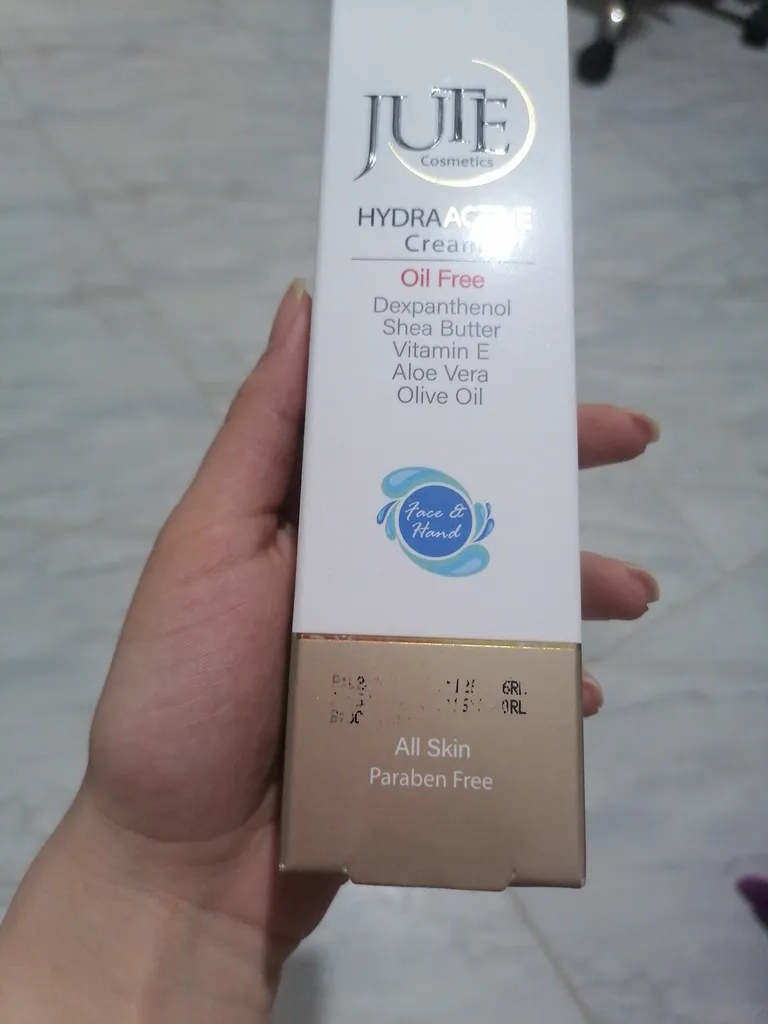 JUTE
Cosmetics
HYDRAACTIVE
Cream
Oil Free
Dexpanthenol
Shea Butter
Vitamin E
Aloe Vera
Olive Oil
Face &
Hand
All Skin
Paraben Free